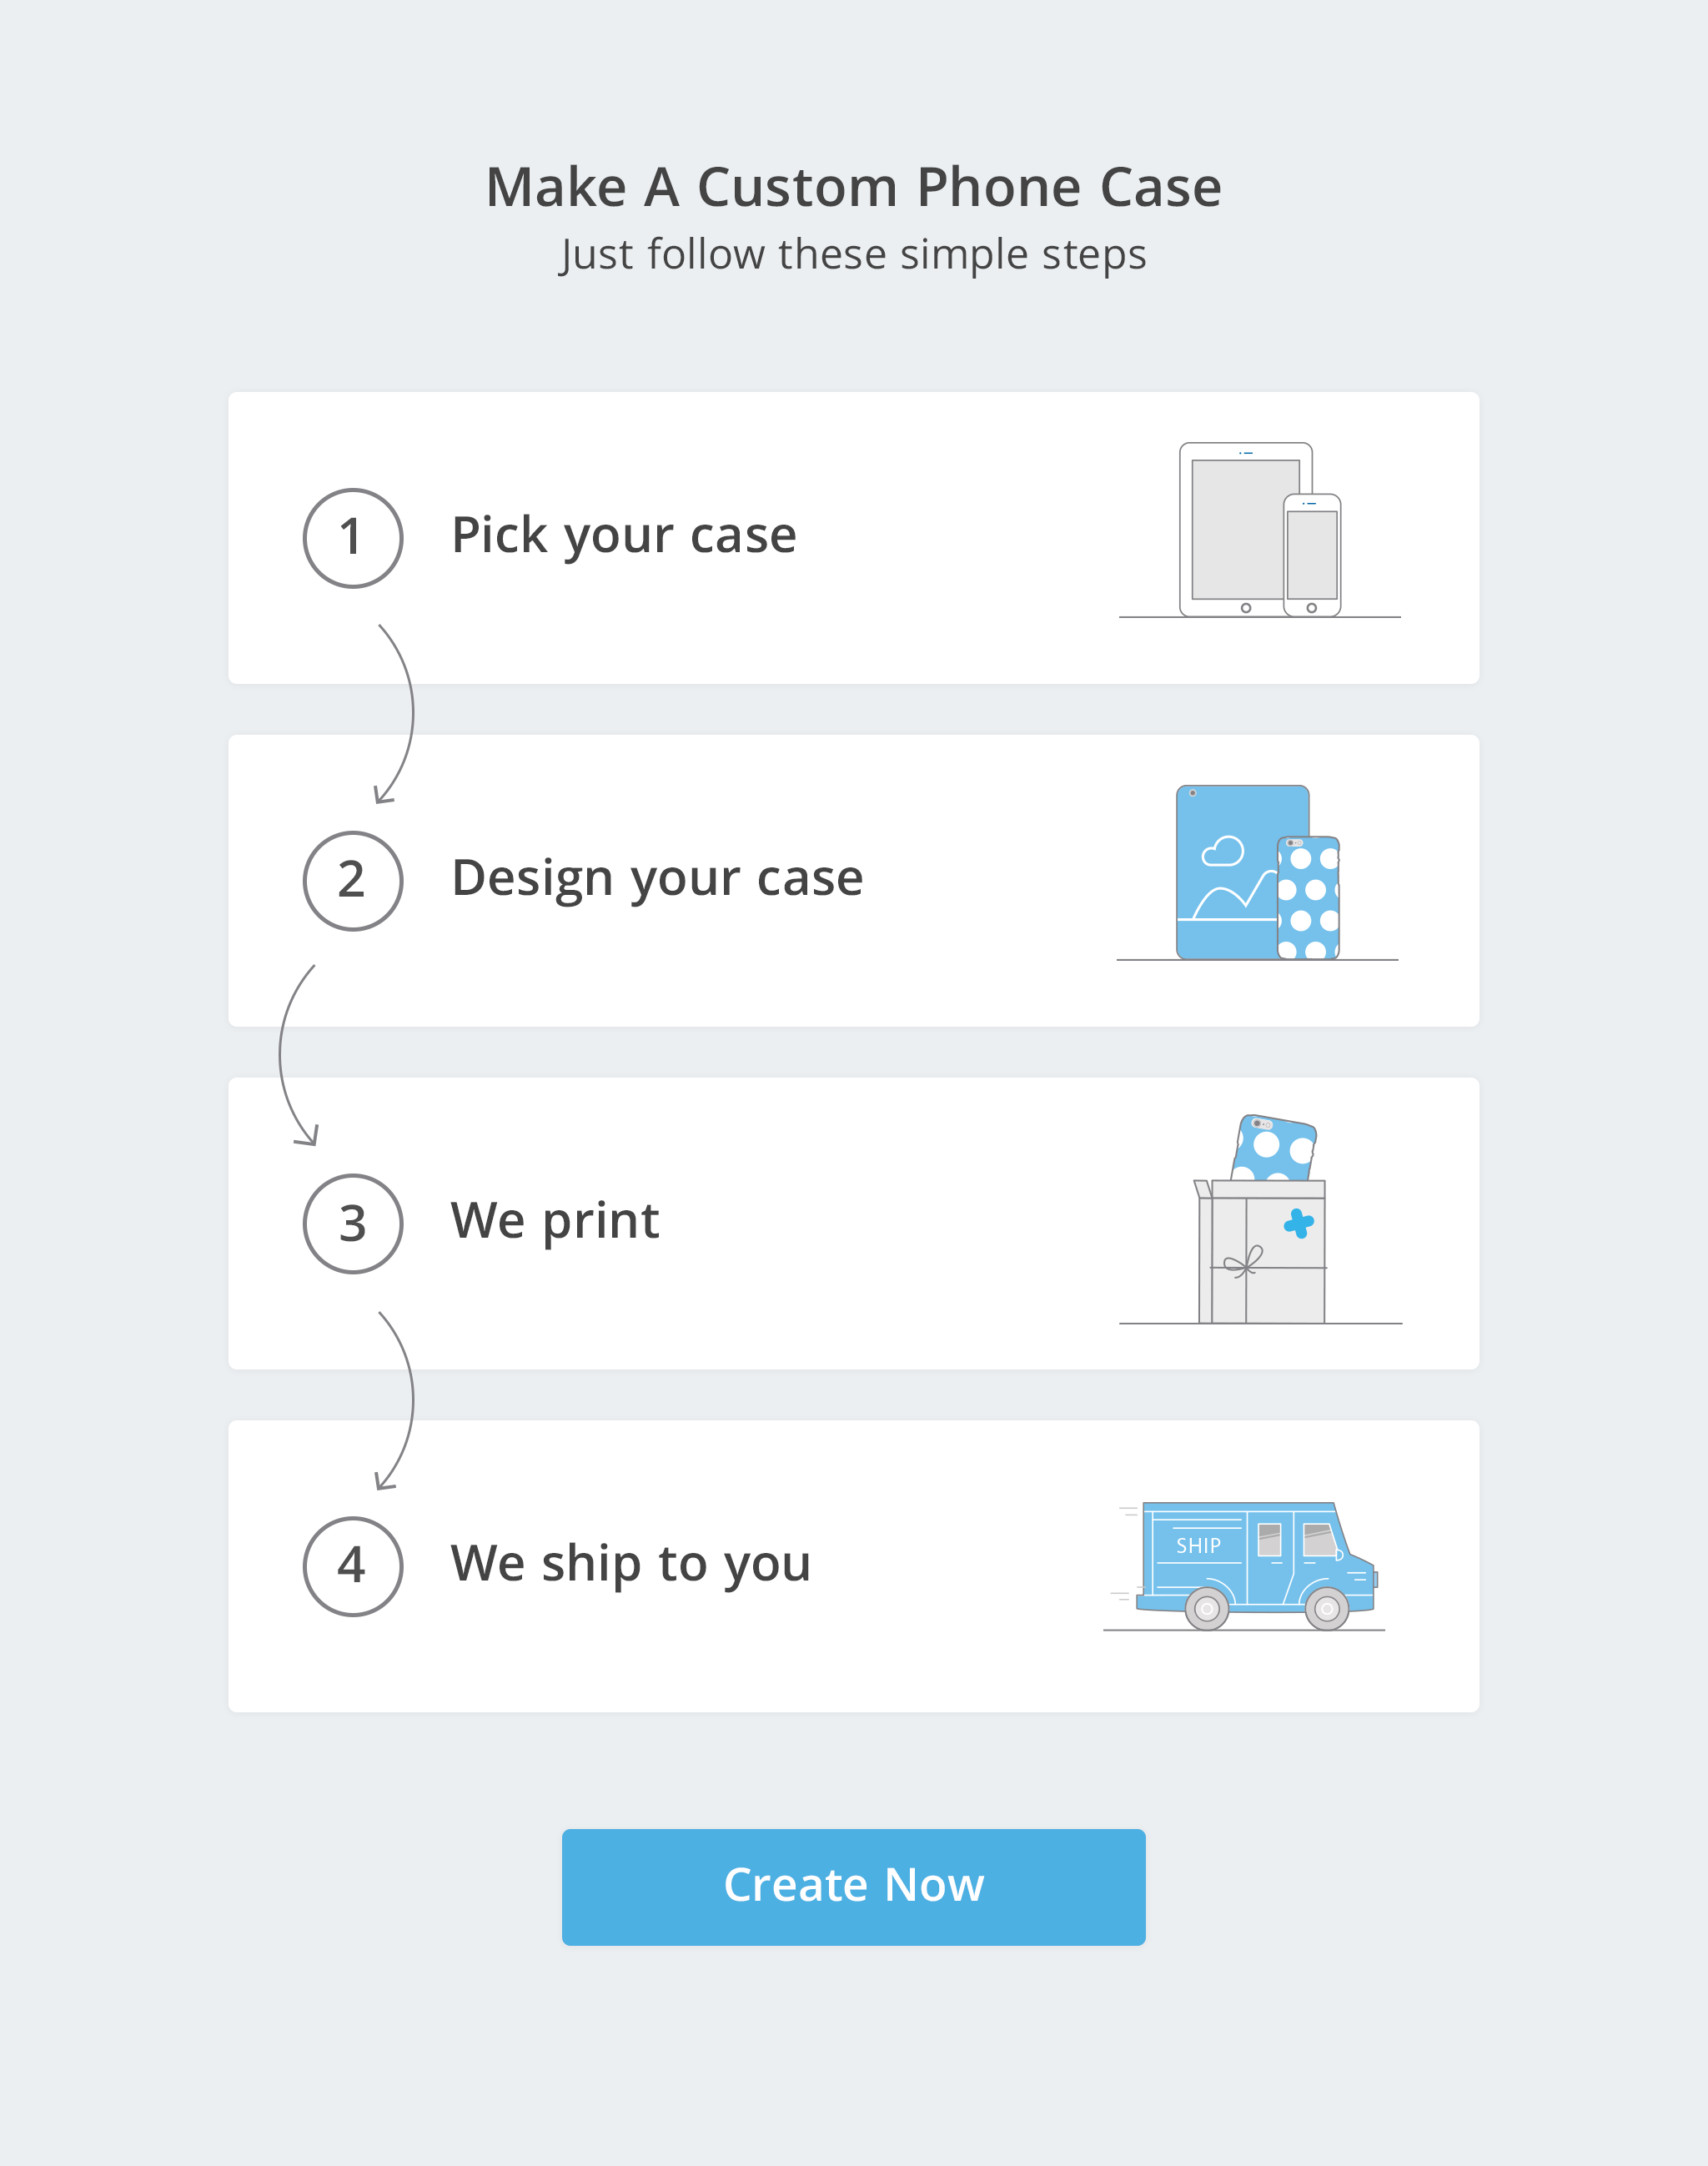 Make A Custom Phone Case
Just follow these simple steps
1 Pick your case
2 Design your case
3 We print
4 We ship to you
SHIP
Create Now